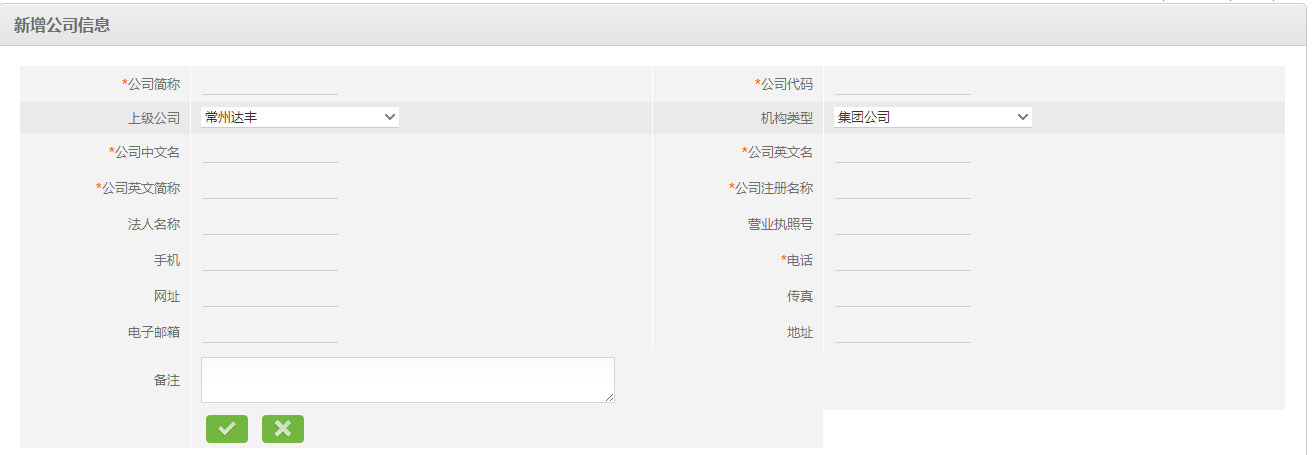 新增公司信息
*公司简称 *公司代码
上级公司 常州达丰 机构类型 集团公司
*公司中文名 *公司英文名
*公司英文简称 *公司注册名称
法人名称 营业执照号
手机 *电话
网址 传真
电子邮箱 地址
备注